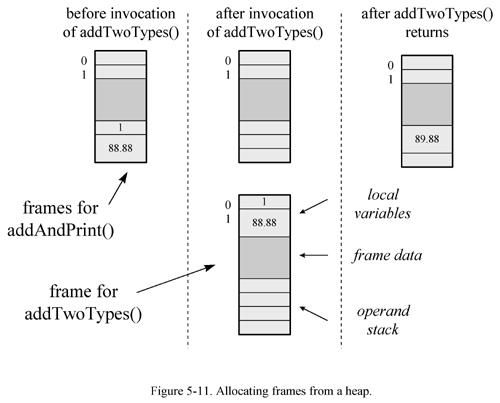 before invocation
of addTwoTypes()
after invocation
of addTwoTypes()
after addTwoTypes()
returns
0
1
1
88.88
0
1
0
1
89.88
frames for
addAndPrint()
0
1
1
88.88
local
variables
frame data
frame for
addTwoTypes()
operand
stack
Figure 5-11. Allocating frames from a heap.